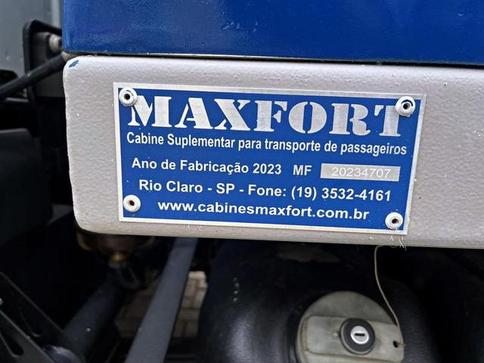 MAXFORT
Cabine Suplementar para transporte de passageiros
Ano de Fabricação 2023 MF 20234707
Rio Claro - SP - Fone: (19) 3532-4161
www.cabinesmaxfort.com.br